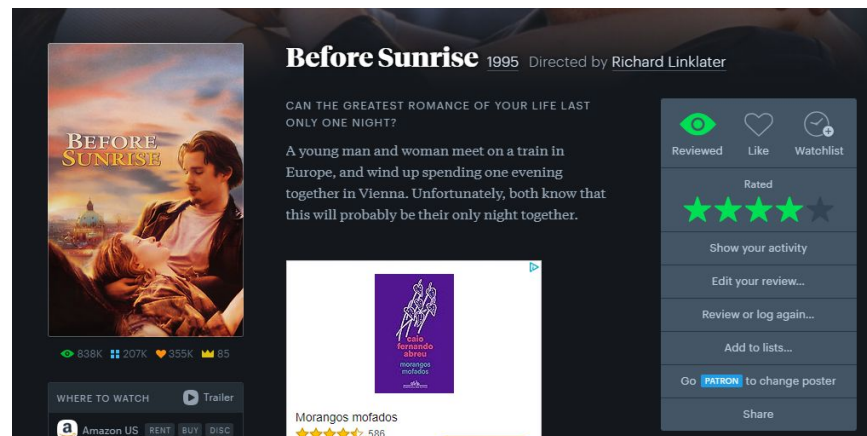 Before Sunrise 1995 Directed by Richard Linklater
BEFORE
SUNRISE
CAN THE GREATEST ROMANCE OF YOUR LIFE LAST
ONLY ONE NIGHT?
A young man and woman meet on a train in
Europe, and wind up spending one evening
together in Vienna. Unfortunately, both know that
this will probably be their only night together.
838K 207K 355K 85
WHERE TO WATCH Trailer
a Amazon US RENT BUY DISC
caio
fernando
abreu
morangos
mofados
Morangos mofados
586
Reviewed Like Watchlist
Rated
Show your activity
Edit your review...
Review or log again...
Add to lists...
Go PATRON to change poster
Share